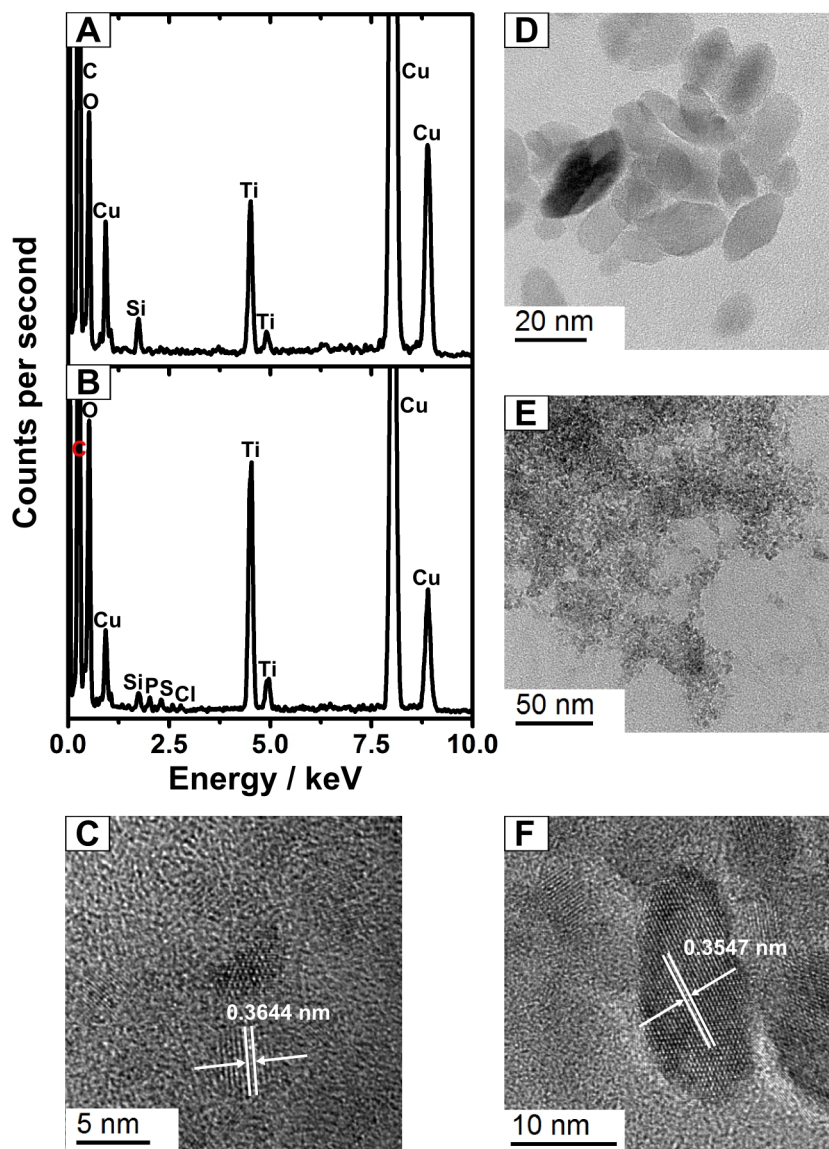 A
C
O
Cu
Si
Ti
Ti
Cu
Cu
B
O
C
Cu
Si P S Cl
Ti
Ti
Cu
Cu
Counts per second
0.0 2.5 5.0 7.5 10.0
Energy / keV
C
0.3644 nm
5 nm
D
20 nm
E
50 nm
F
0.3547 nm
10 nm